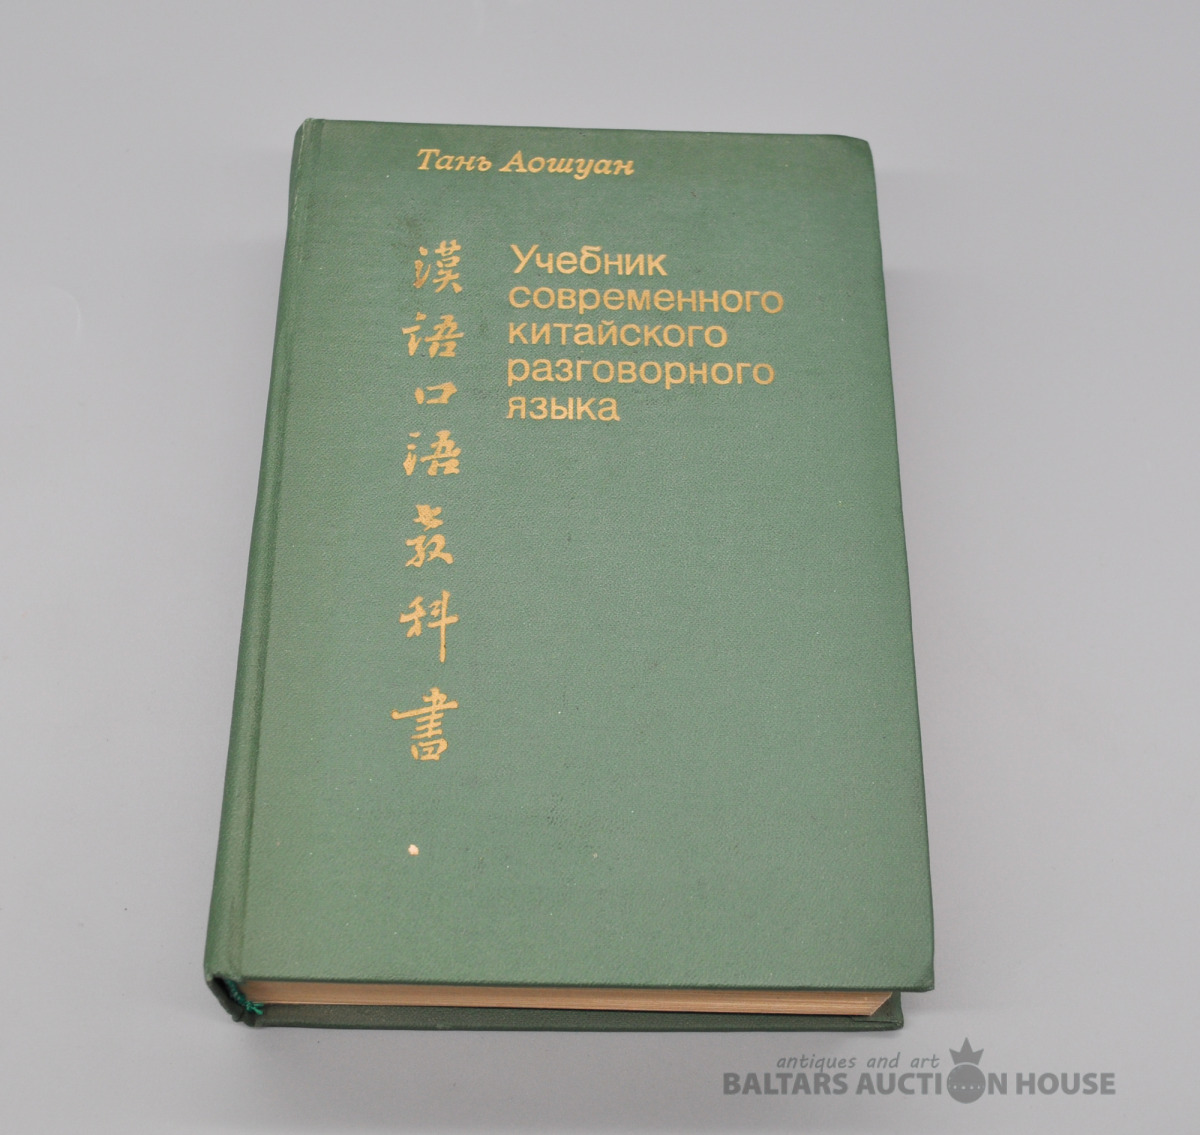 Тань Аошуан
漢語口語教科書
Учебник
современного
китайского
разговорного
языка
antiques and art
BALTARS AUCTION HOUSE